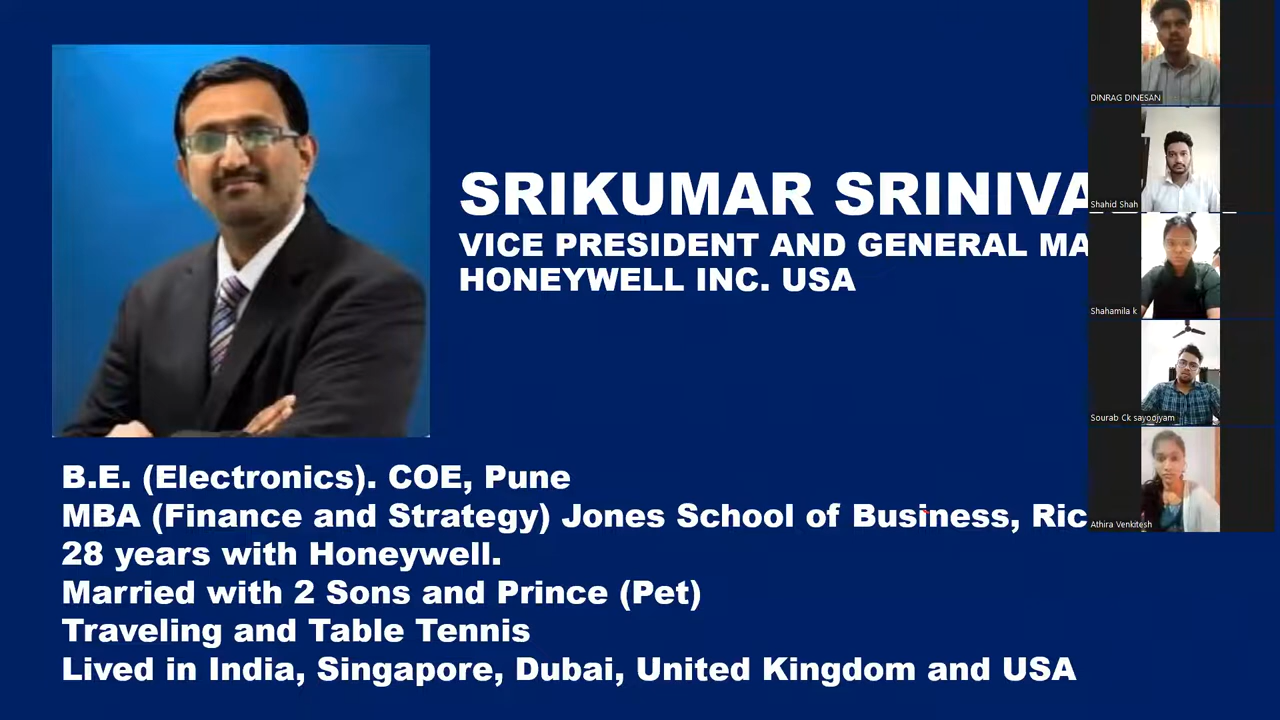 SRIKUMAR SRINIVA
VICE PRESIDENT AND GENERAL MA
HONEYWELL INC. USA
B.E. (Electronics). COE, Pune
MBA (Finance and Strategy) Jones School of Business, Ric
28 years with Honeywell.
Married with 2 Sons and Prince (Pet)
Traveling and Table Tennis
Lived in India, Singapore, Dubai, United Kingdom and USA
DINRAG DINESAN
Shahid Shah
Shahamila k
Sourab Ck sayoojyam
Athira Venkitesh